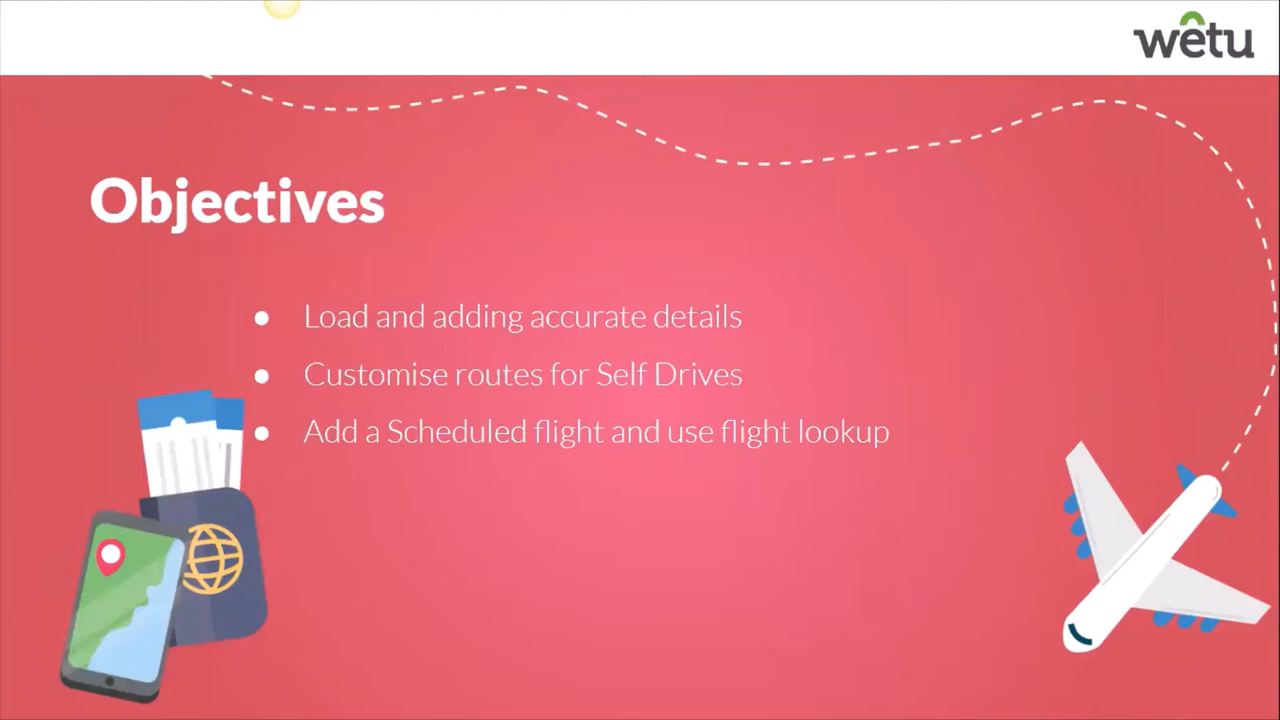 wetu
Objectives
● Load and adding accurate details
● Customise routes for Self Drives
● Add a Scheduled flight and use flight lookup